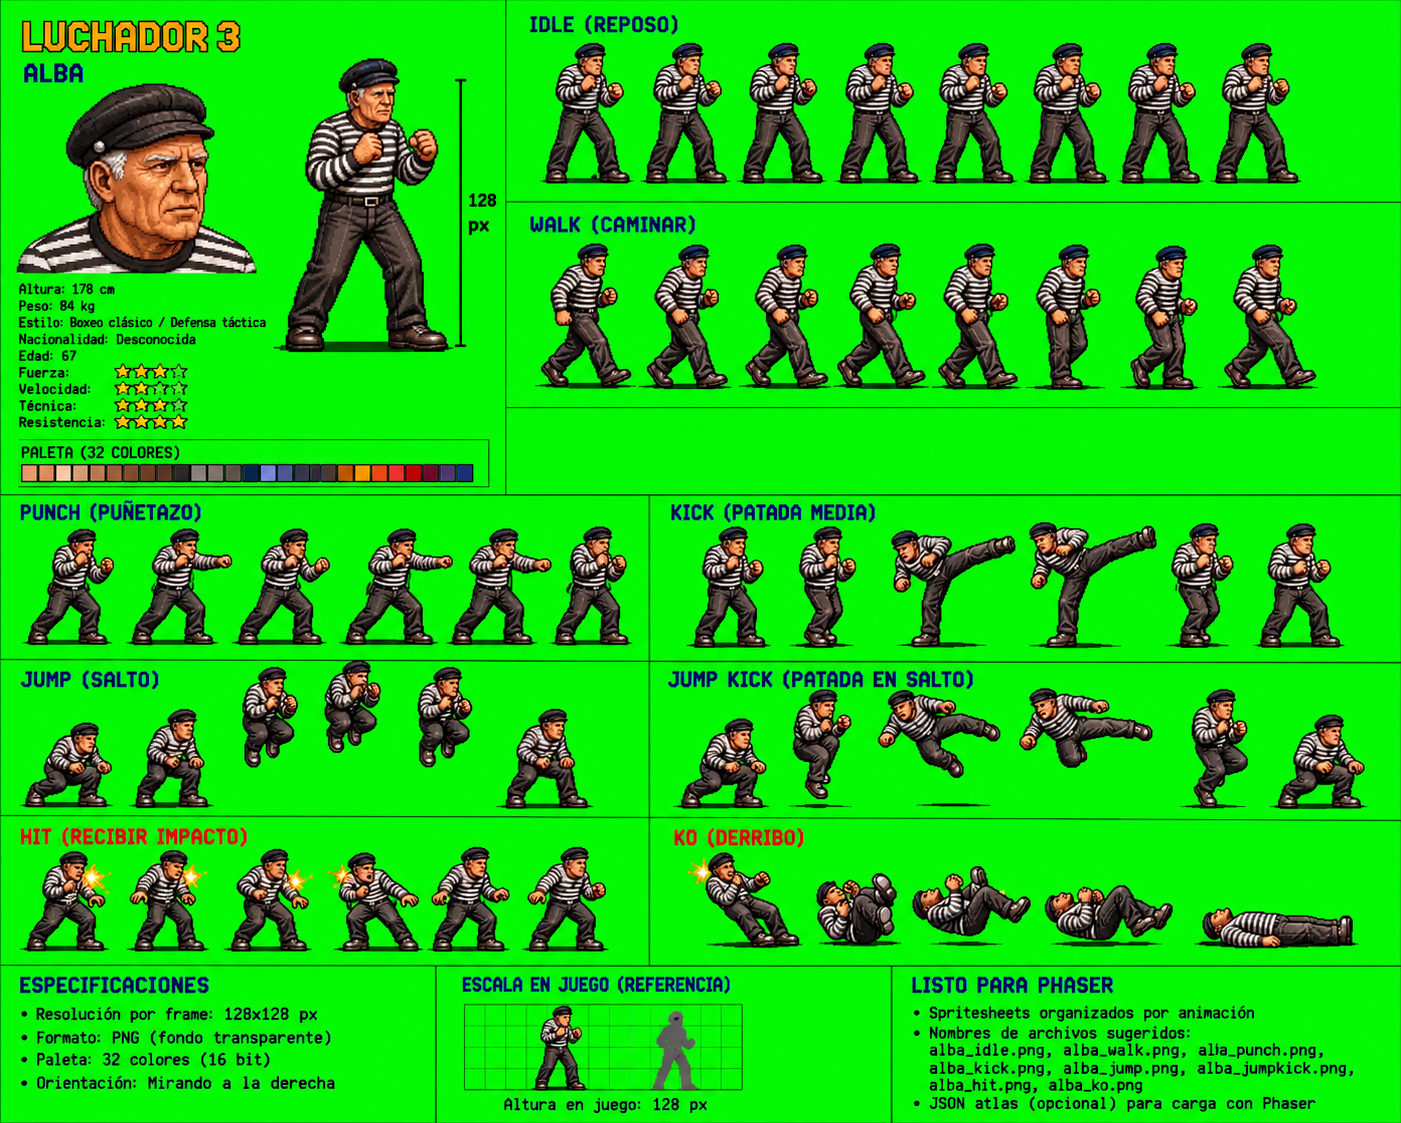 LUCHADOR 3
ALBA
128
px
Altura: 178 cm
Peso: 84 kg
Estilo: Boxeo clásico / Defensa táctica
Nacionalidad: Desconocida
Edad: 67
Fuerza:
Velocidad:
Técnica:
Resistencia:
PALETA (32 COLORES)
IDLE (REPOSO)
WALK (CAMINAR)
PUNCH (PUÑETAZO)
KICK (PATADA MEDIA)
JUMP (SALTO)
JUMP KICK (PATADA EN SALTO)
HIT (RECIBIR IMPACTO)
KO (DERRIBO)
ESPECIFICACIONES
• Resolución por frame: 128x128 px
• Formato: PNG (fondo transparente)
• Paleta: 32 colores (16 bit)
• Orientación: Mirando a la derecha
ESCALA EN JUEGO (REFERENCIA)
Altura en juego: 128 px
LISTO PARA PHASER
• Spritesheets organizados por animación
• Nombres de archivos sugeridos:
alba_idle.png, alba_walk.png, alba_punch.png,
alba_kick.png, alba_jump.png, alba_jumpkick.png,
alba_hit.png, alba_ko.png
• JSON atlas (opcional) para carga con Phaser